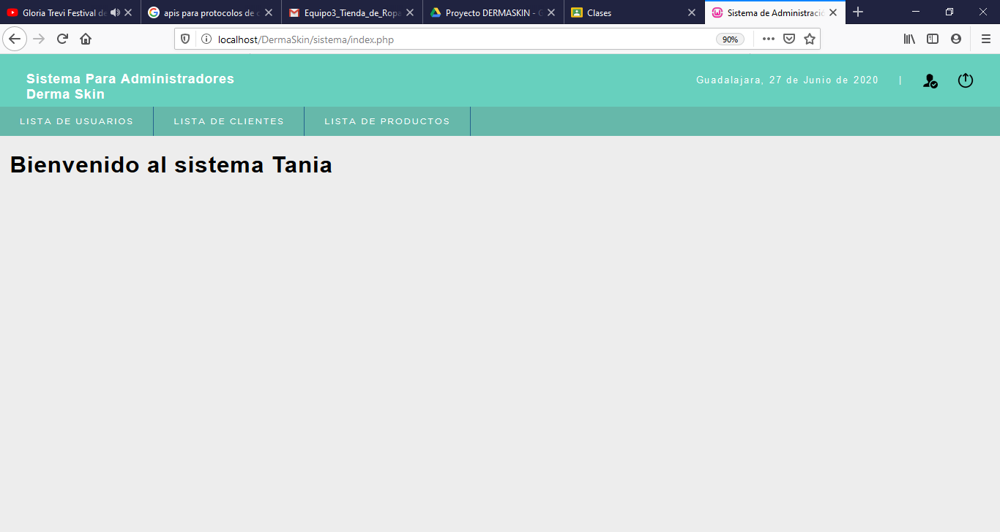 Gloria Trevi Festival de
apis para protocolos de c
Equipo3_Tienda_de_Ropa
Proyecto DERMASKIN - G
Clases
Sistema de Administració
localhost/DermaSkin/sistema/index.php
90%
Sistema Para Administradores
Derma Skin
Guadalajara, 27 de Junio de 2020 |
LISTA DE USUARIOS
LISTA DE CLIENTES
LISTA DE PRODUCTOS
Bienvenido al sistema Tania